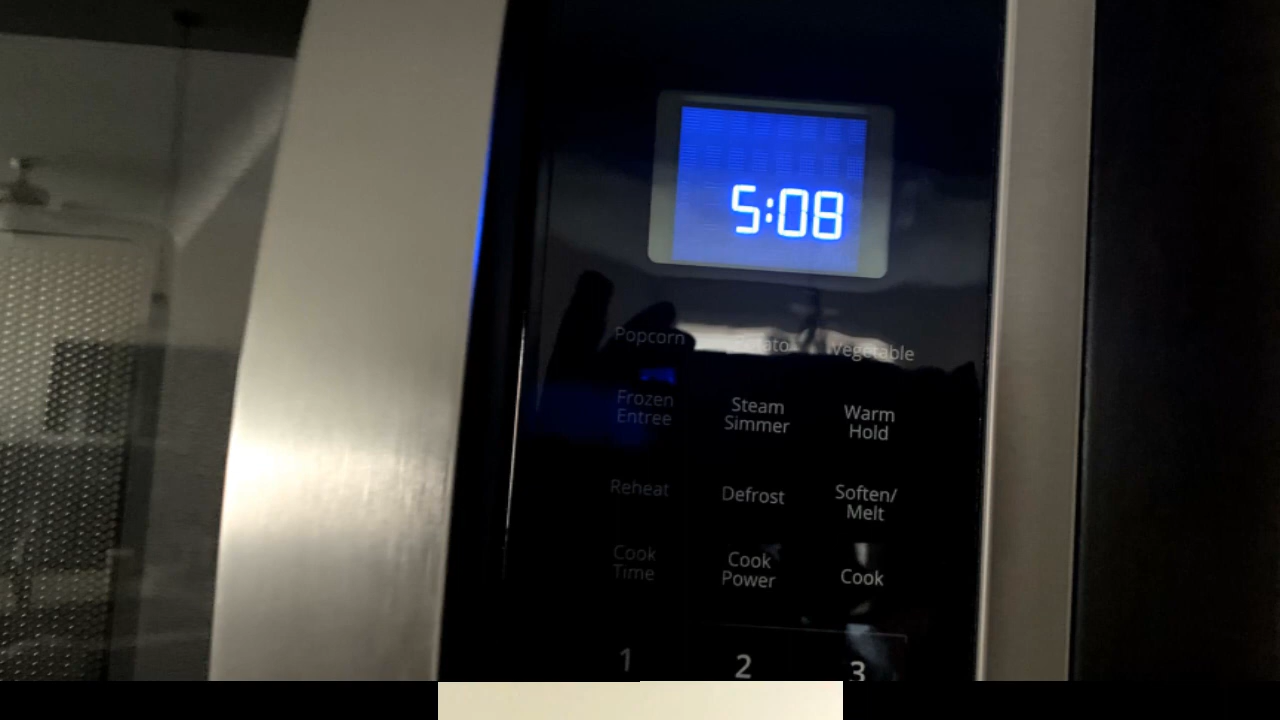 5:08
Popcorn Potato Vegetable
Frozen Entree
Steam Simmer
Warm Hold
Reheat Defrost Soften/
Melt
Cook Time
Cook Power
Cook
1 2 3